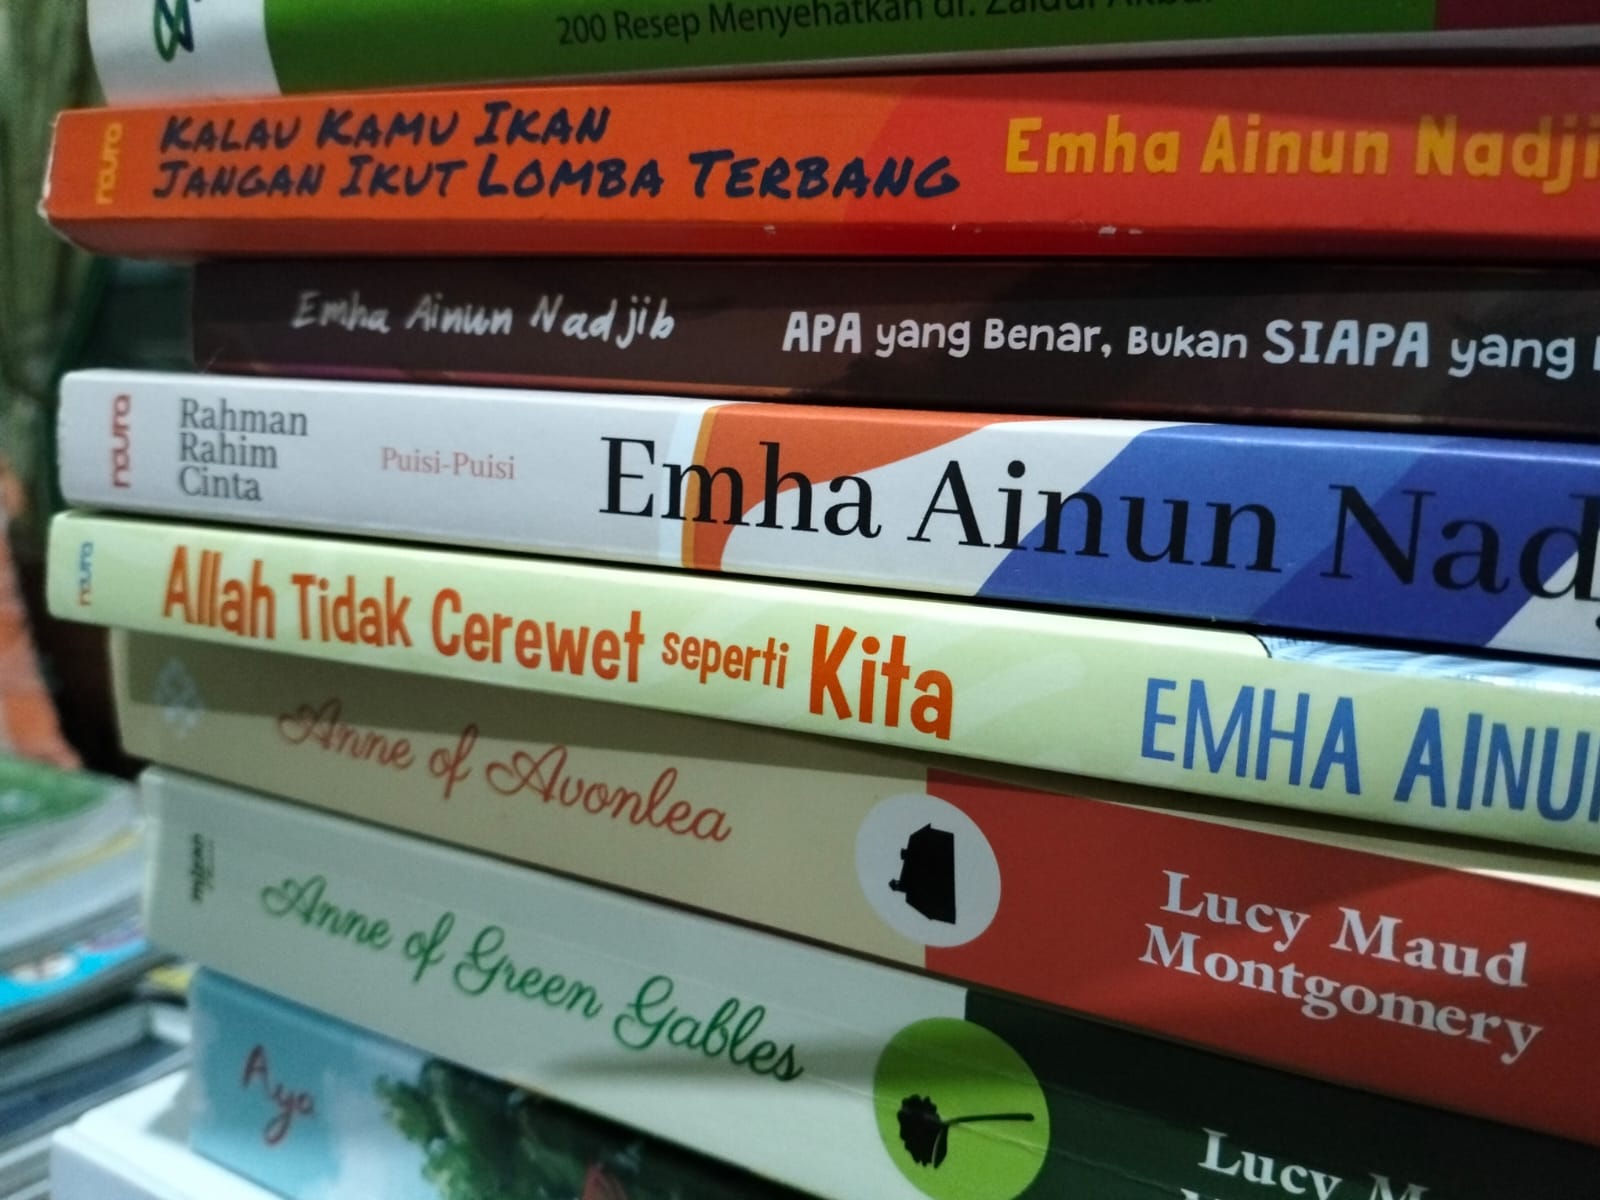 200 Resep Menyehatkan dr. Zaidul Akbar
noura
KALAU KAMU IKAN
JANGAN IKUT LOMBA TERBANG
Emha Ainun Nadji
Emha Ainun Nadjib
APA yang Benar, Bukan SIAPA yang
noura
Rahman
Rahim
Cinta
Puisi-Puisi
Emha Ainun Nad
noura
Allah Tidak Cerewet seperti Kita
EMHA AINU
Anne of Avonlea
Lucy Maud
Montgomery
mizan
Anne of Green Gables
Lucy M
Aya